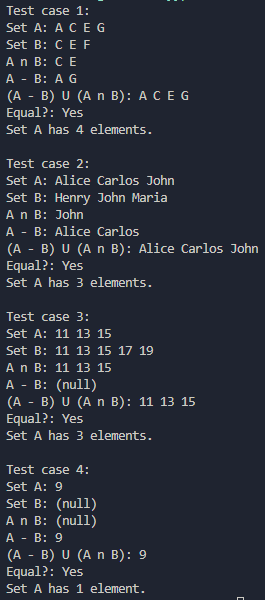 Test case 1:
Set A: A C E G
Set B: C E F
A n B: C E
A - B: A G
(A - B) U (A n B): A C E G
Equal?: Yes
Set A has 4 elements.
Test case 2:
Set A: Alice Carlos John
Set B: Henry John Maria
A n B: John
A - B: Alice Carlos
(A - B) U (A n B): Alice Carlos John
Equal?: Yes
Set A has 3 elements.
Test case 3:
Set A: 11 13 15
Set B: 11 13 15 17 19
A n B: 11 13 15
A - B: (null)
(A - B) U (A n B): 11 13 15
Equal?: Yes
Set A has 3 elements.
Test case 4:
Set A: 9
Set B: (null)
A n B: (null)
A - B: 9
(A - B) U (A n B): 9
Equal?: Yes
Set A has 1 element.